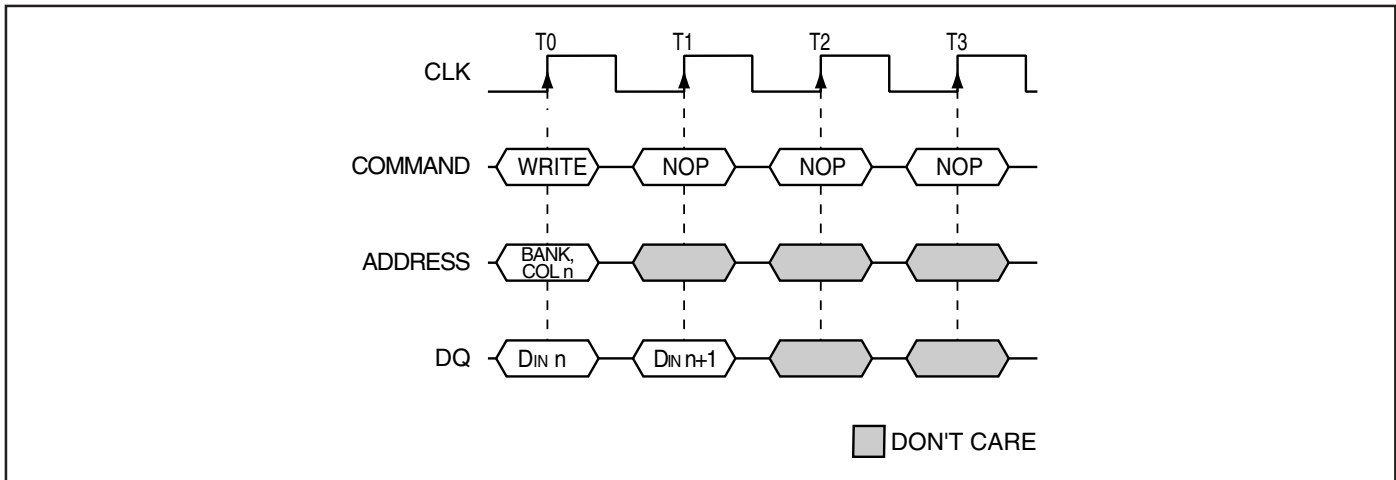 T0 T1 T2 T3
CLK
COMMAND WRITE NOP NOP NOP
ADDRESS BANK,
COL n
DQ DIN n DIN n+1
DON'T CARE